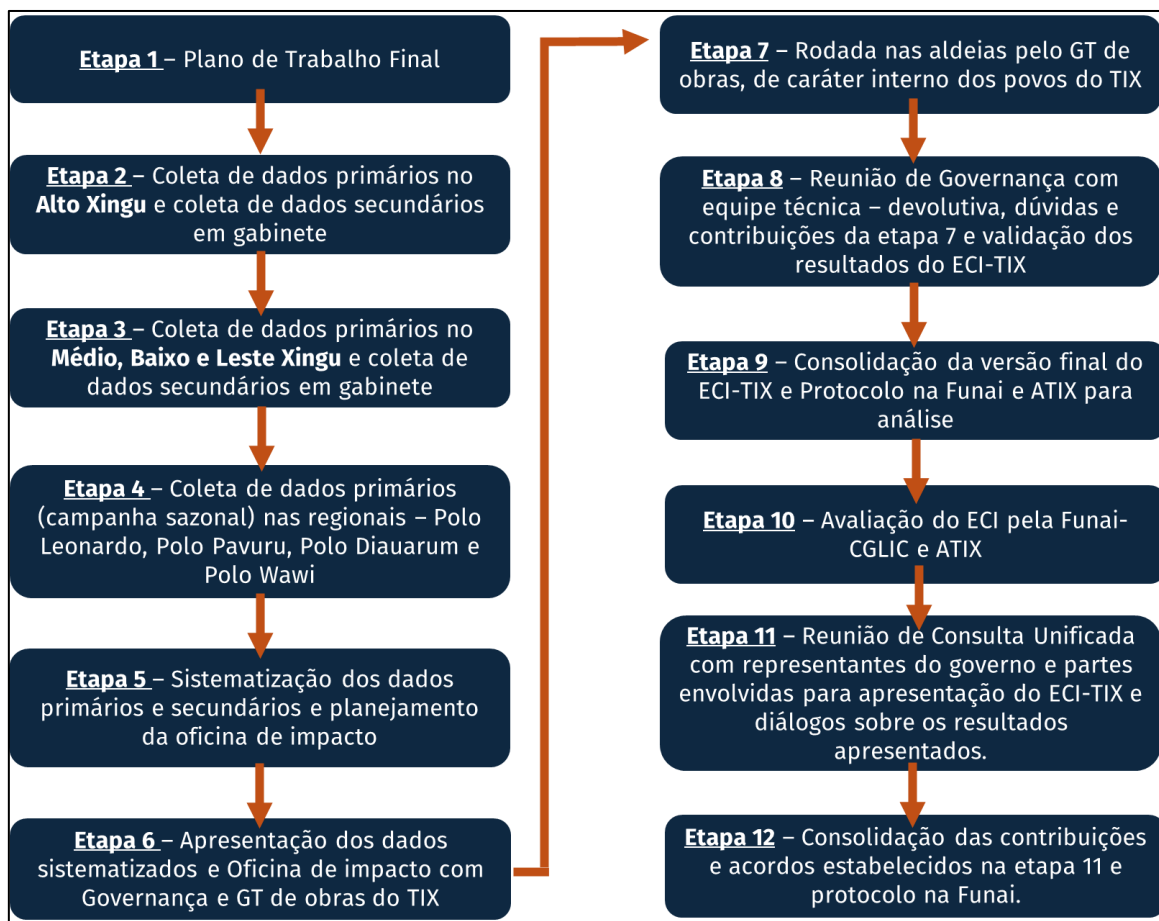 Etapa 1 – Plano de Trabalho Final
Etapa 2 – Coleta de dados primários no
Alto Xingu e coleta de dados secundários
em gabinete
Etapa 3 – Coleta de dados primários no
Médio, Baixo e Leste Xingu e coleta de
dados secundários em gabinete
Etapa 4 – Coleta de dados primários
(campanha sazonal) nas regionais – Polo
Leonardo, Polo Pavuru, Polo Diauarum e
Polo Wawi
Etapa 5 – Sistematização dos dados
primários e secundários e planejamento
da oficina de impacto
Etapa 6 – Apresentação dos dados
sistematizados e Oficina de impacto com
Governança e GT de obras do TIX
Etapa 7 – Rodada nas aldeias pelo GT de
obras, de caráter interno dos povos do TIX
Etapa 8 – Reunião de Governança com
equipe técnica – devolutiva, dúvidas e
contribuições da etapa 7 e validação dos
resultados do ECI-TIX
Etapa 9 – Consolidação da versão final do
ECI-TIX e Protocolo na Funai e ATIX para
análise
Etapa 10 – Avaliação do ECI pela Funai-
CGLIC e ATIX
Etapa 11 – Reunião de Consulta Unificada
com representantes do governo e partes
envolvidas para apresentação do ECI-TIX e
diálogos sobre os resultados
apresentados.
Etapa 12 – Consolidação das contribuições
e acordos estabelecidos na etapa 11 e
protocolo na Funai.